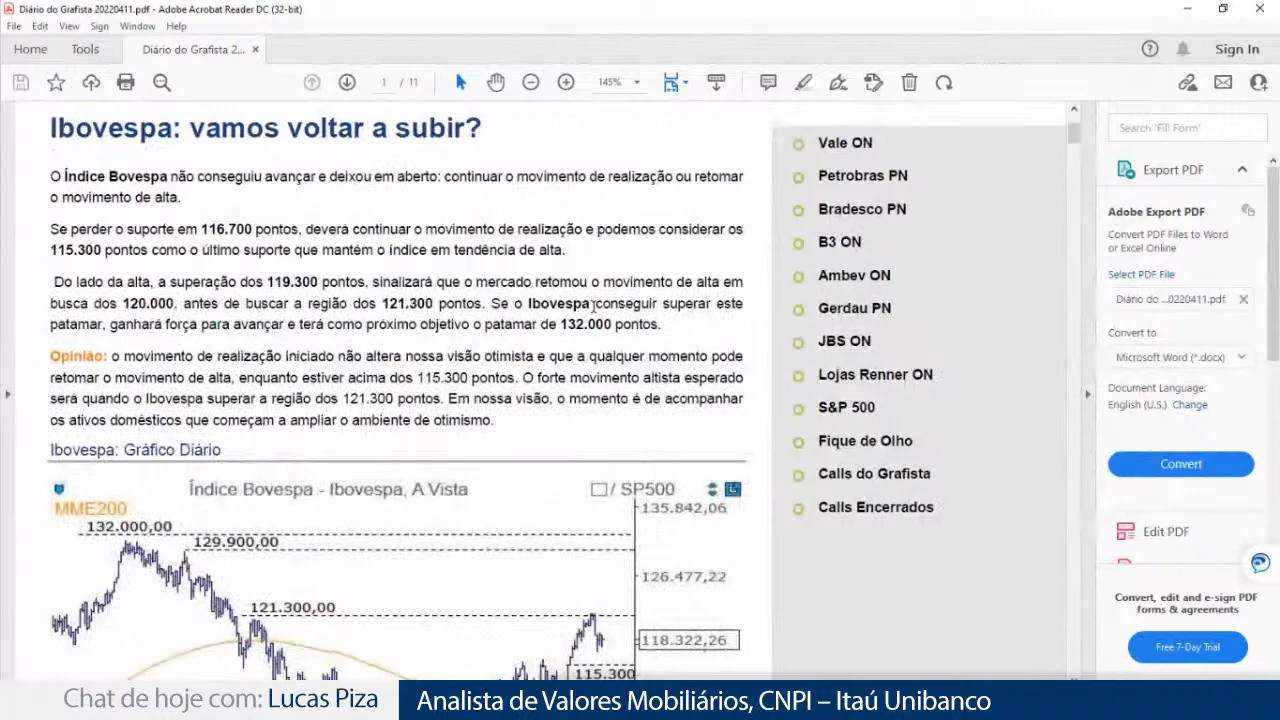 Diário do Grafista 20220411.pdf - Adobe Acrobat Reader DC (32-bit)
File Edit View Sign Window Help
Home Tools Diário do Grafista 2... × Sign In
1 / 11 145%
Ibovespa: vamos voltar a subir?
O Índice Bovespa não conseguiu avançar e deixou em aberto: continuar o movimento de realização ou retomar
o movimento de alta.
Se perder o suporte em 116.700 pontos, deverá continuar o movimento de realização e podemos considerar os
115.300 pontos como o último suporte que mantém o índice em tendência de alta.
Do lado da alta, a superação dos 119.300 pontos, sinalizará que o mercado retomou o movimento de alta em
busca dos 120.000, antes de buscar a região dos 121.300 pontos. Se o Ibovespa conseguir superar este
patamar, ganhará força para avançar e terá como próximo objetivo o patamar de 132.000 pontos.
Opinião: o movimento de realização iniciado não altera nossa visão otimista e que a qualquer momento pode
retomar o movimento de alta, enquanto estiver acima dos 115.300 pontos. O forte movimento altista esperado
será quando o Ibovespa superar a região dos 121.300 pontos. Em nossa visão, o momento é de acompanhar
os ativos domésticos que começam a ampliar o ambiente de otimismo.
Ibovespa: Gráfico Diário
Índice Bovespa - Ibovespa, A Vista
/ SP500
MME200
135.842,06
132.000,00
129.900,00
126.477,22
121.300,00
118.322,26
115.300
Vale ON
Petrobras PN
Bradesco PN
B3 ON
Ambev ON
Gerdau PN
JBS ON
Lojas Renner ON
S&P 500
Fique de Olho
Calls do Grafista
Calls Encerrados
Search 'Fill Form'
Export PDF
Adobe Export PDF
Convert PDF Files to Word
or Excel Online
Select PDF File
Diário do ...0220411.pdf ×
Convert to
Microsoft Word (*.docx)
Document Language:
English (U.S.) Change
Convert
Edit PDF
Convert, edit and e-sign PDF
forms & agreements
Free 7-Day Trial
Chat de hoje com: Lucas Piza
Analista de Valores Mobiliários, CNPI – Itaú Unibanco